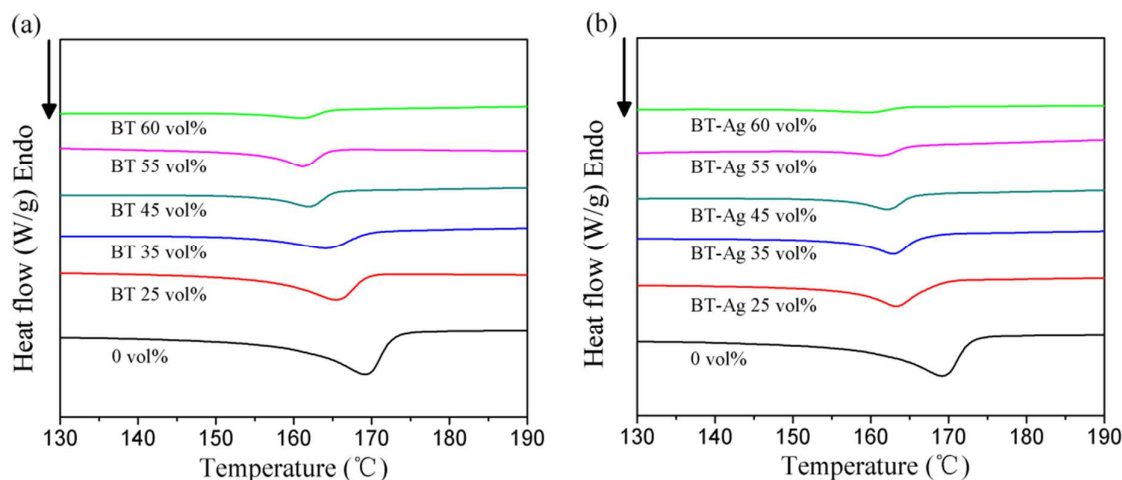 (a)
Heat flow (W/g) Endo
BT 60 vol%
BT 55 vol%
BT 45 vol%
BT 35 vol%
BT 25 vol%
0 vol%
130 140 150 160 170 180 190
Temperature (℃)
(b)
Heat flow (W/g) Endo
BT-Ag 60 vol%
BT-Ag 55 vol%
BT-Ag 45 vol%
BT-Ag 35 vol%
BT-Ag 25 vol%
0 vol%
130 140 150 160 170 180 190
Temperature (℃)